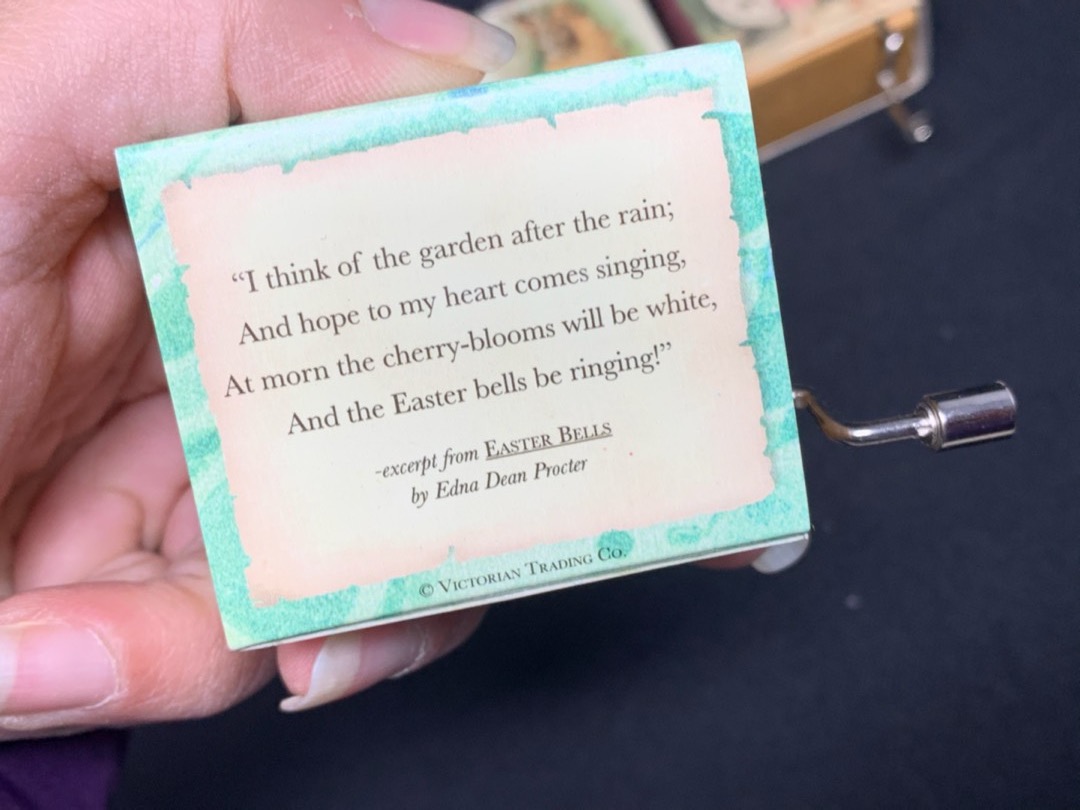 “I think of the garden after the rain;
And hope to my heart comes singing,
At morn the cherry-blooms will be white,
And the Easter bells be ringing!”
-excerpt from EASTER BELLS
by Edna Dean Procter
© VICTORIAN TRADING CO.